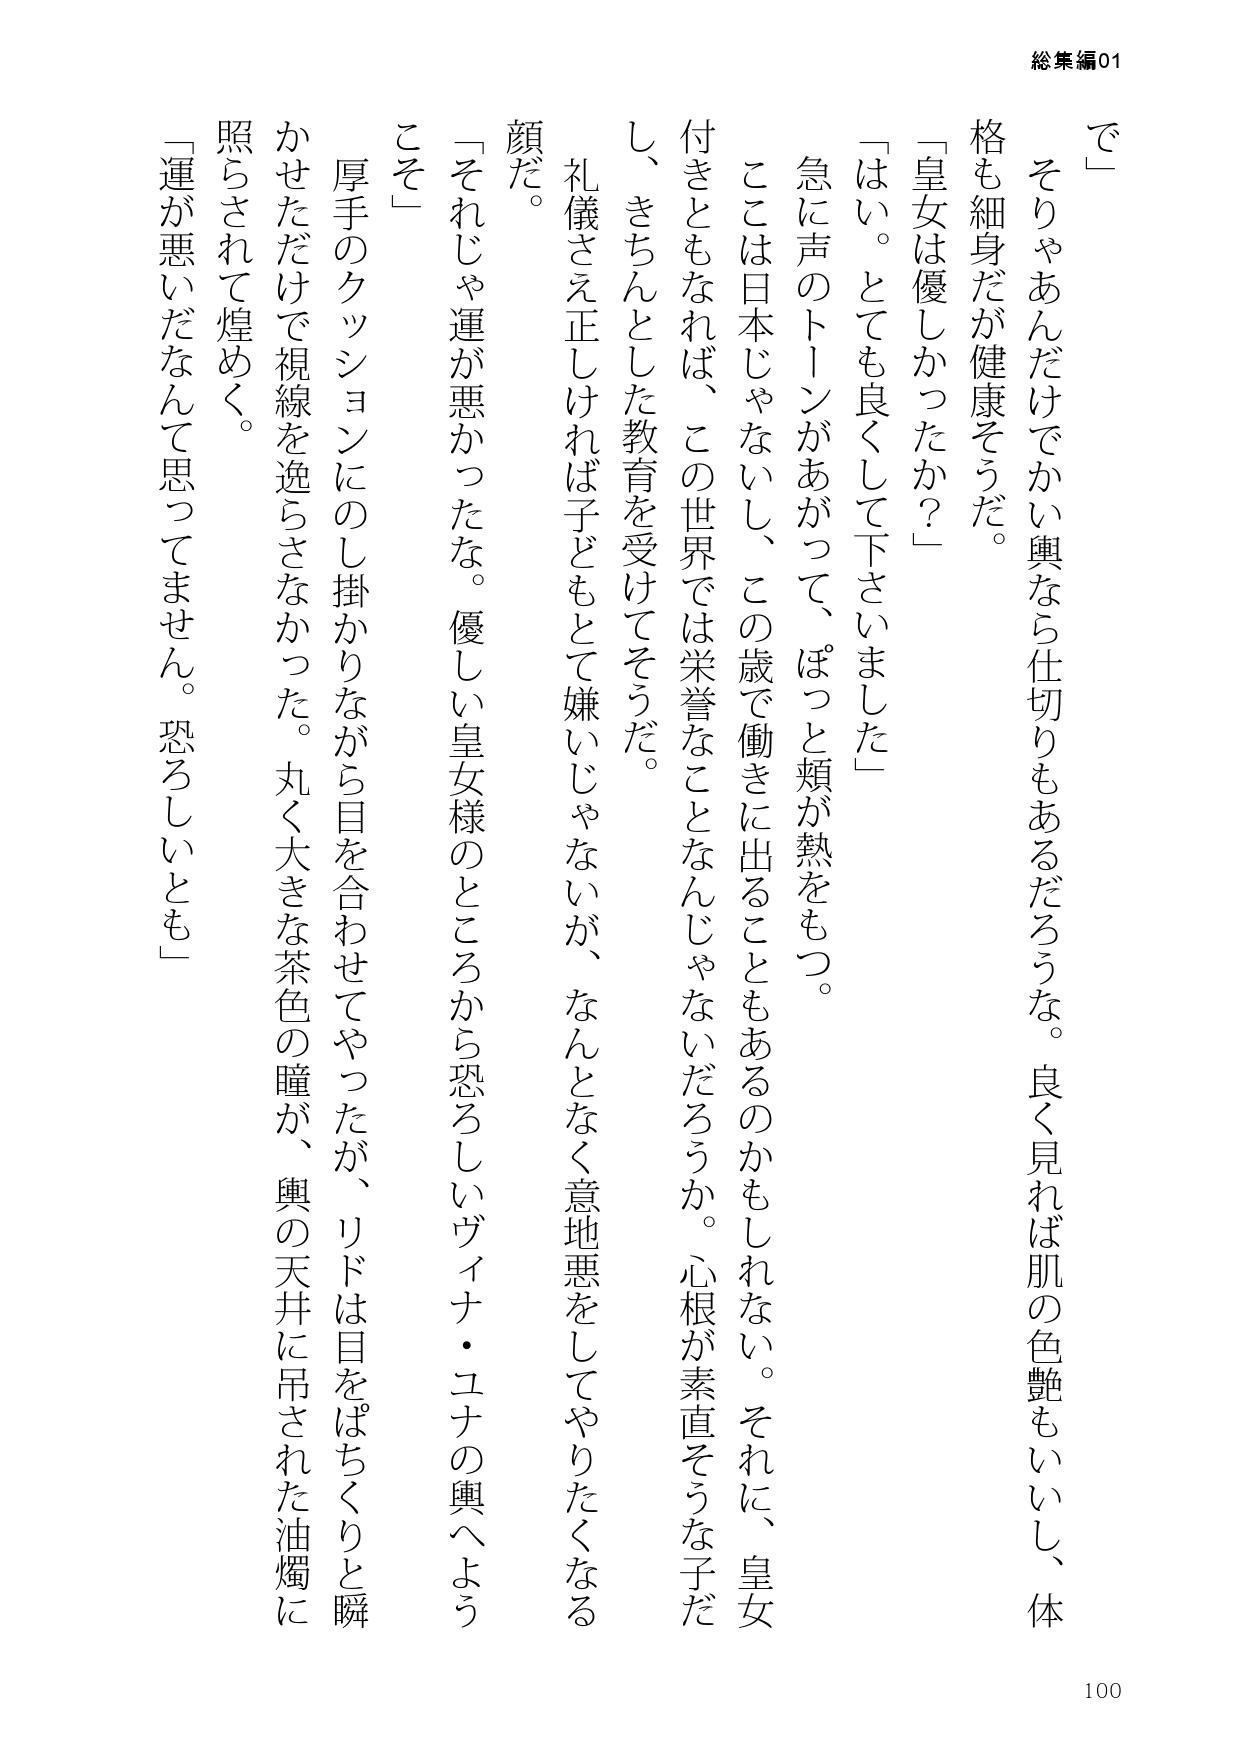 総集編01
で」
　そりゃあんだけでかい輿なら仕切りもあるだろうな。良く見れば肌の色艶もいいし、体
格も細身だが健康そうだ。
「皇女は優しかったか？」
「はい。とても良くして下さいました」
　急に声のトーンがあがって、ぽっと頬が熱をもつ。
　ここは日本じゃないし、この歳で働きに出ることもあるのかもしれない。それに、皇女
付きともなれば、この世界では栄誉なことなんじゃないだろうか。心根が素直そうな子だ
し、きちんとした教育を受けてそうだ。
　礼儀さえ正しければ子どもとて嫌いじゃないが、なんとなく意地悪をしてやりたくなる
顔だ。
「それじゃ運が悪かったな。優しい皇女様のところから恐ろしいヴィナ・ユナの輿へよう
こそ」
　厚手のクッションにのし掛かりながら目を合わせてやったが、リドは目をぱちくりと瞬
かせただけで視線を逸らさなかった。丸く大きな茶色の瞳が、輿の天井に吊された油燭に
照らされて煌めく。
「運が悪いだなんて思ってません。恐ろしいとも」
100